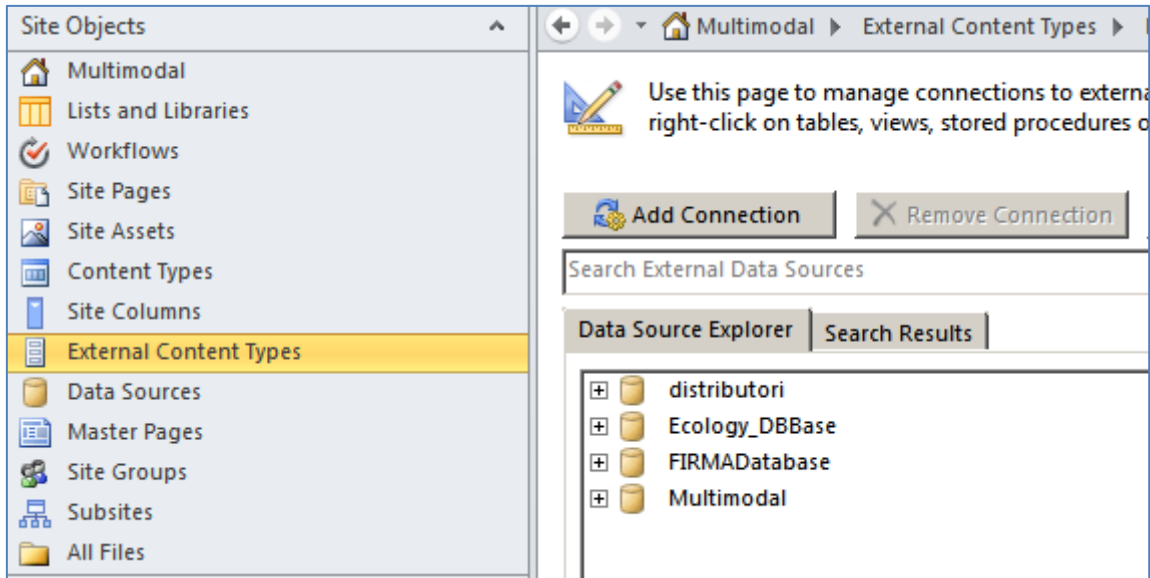 Site Objects
Multimodal
Lists and Libraries
Workflows
Site Pages
Site Assets
Content Types
Site Columns
External Content Types
Data Sources
Master Pages
Site Groups
Subsites
All Files
Multimodal External Content Types
Use this page to manage connections to externa
right-click on tables, views, stored procedures o
Add Connection Remove Connection
Search External Data Sources
Data Source Explorer Search Results
distributori
Ecology_DBBase
FIRMADatabase
Multimodal